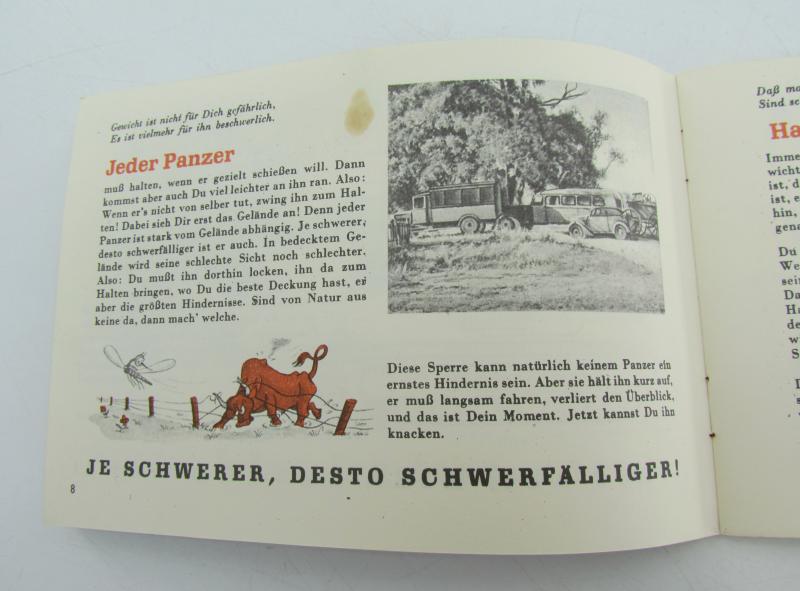 Gewicht ist nicht für Dich gefährlich,
Es ist vielmehr für ihn beschwerlich.
Jeder Panzer
muß halten, wenn er gezielt schießen will. Dann
kommst aber auch Du viel leichter an ihn ran. Also:
Wenn er's nicht von selber tut, zwing ihn zum Hal-
ten! Dabei sieh Dir erst das Gelände an! Denn jeder
Panzer ist stark vom Gelände abhängig. Je schwerer,
desto schwerfälliger ist er auch. In bedecktem Ge-
lände wird seine schlechte Sicht noch schlechter.
Also: Du mußt ihn dorthin locken, ihn da zum
Halten bringen, wo Du die beste Deckung hast, er
aber die größten Hindernisse. Sind von Natur aus
keine da, dann mach' welche.
Diese Sperre kann natürlich keinem Panzer ein
ernstes Hindernis sein. Aber sie hält ihn kurz auf,
er muß langsam fahren, verliert den Überblick,
und das ist Dein Moment. Jetzt kannst Du ihn
knacken.
JE SCHWERER, DESTO SCHWERFÄLLIGER!
8
Daß ma
Sind sc
Ha
Imme
wicht
ist, d
ist, e
hin,
gena
Du
We
sei
Da
Ha
de
wi
S
D
s